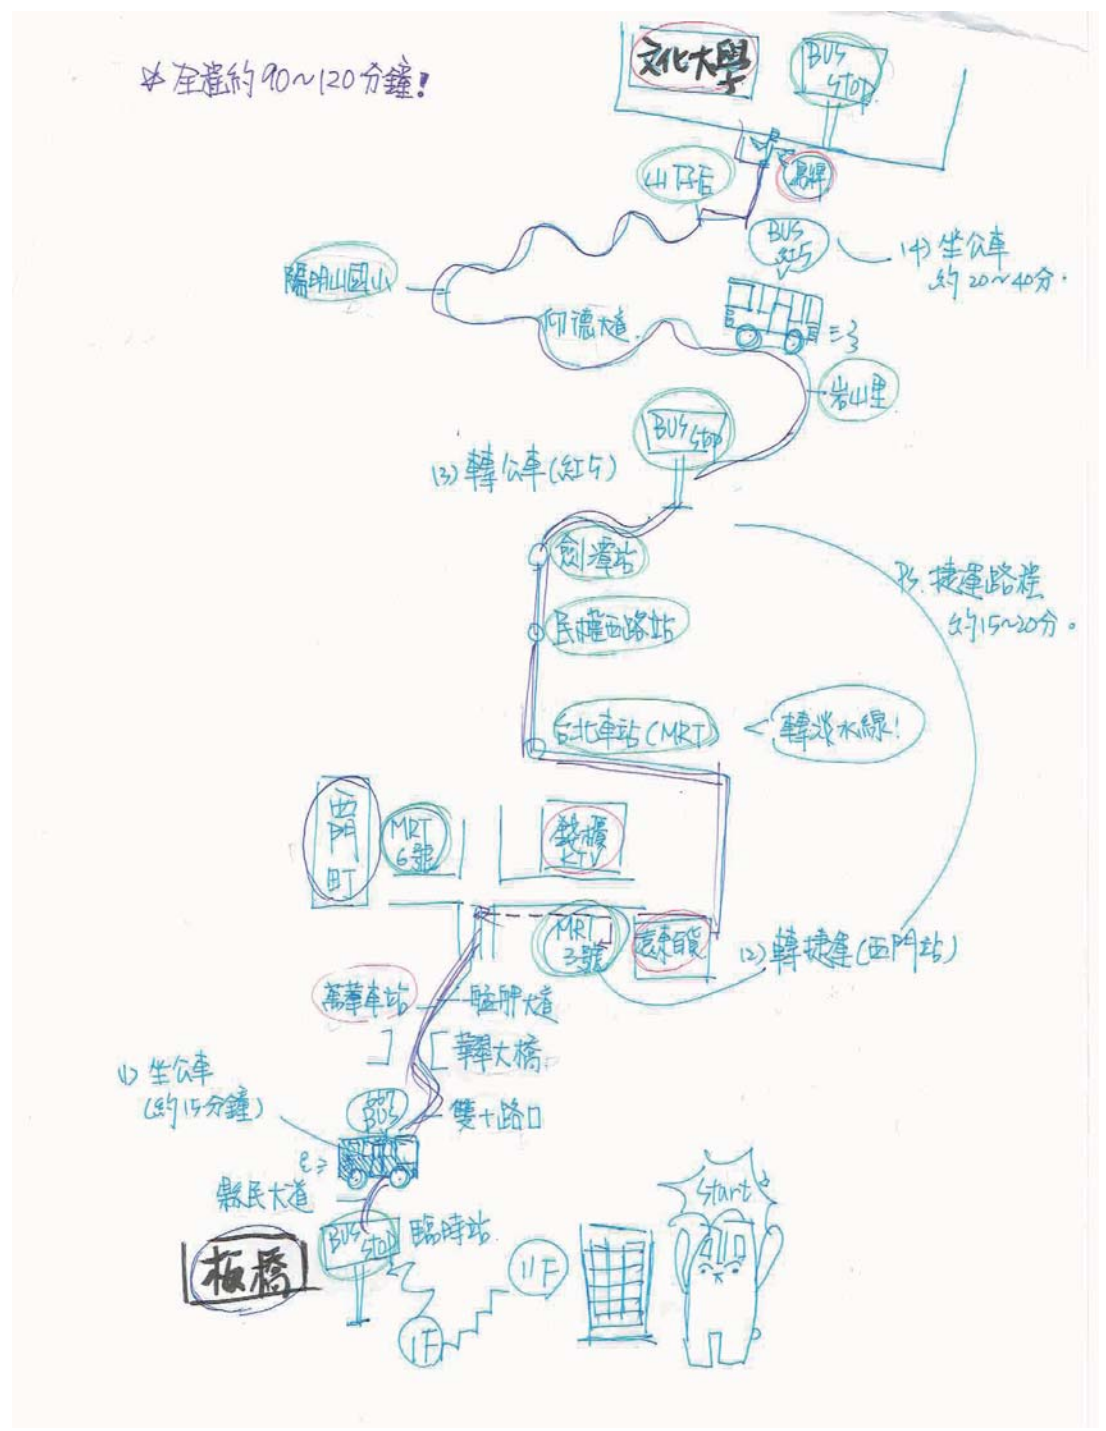 ※全程約90~120分鐘!
文化大學
BUS
STOP
山仔后
BUS
紅5
(4) 坐公車
約20~40分。
陽明山國小
仰德大道
岩山里
BUS
STOP
(3) 轉公車(紅5)
劍潭站
PS. 捷運路程
約15~20分。
民權西路站
台北車站(MRT)
轉淡水線!
西門町
MRT
6號
錢櫃
KTV
MRT
3號
遠東百貨
(2) 轉捷運(西門站)
萬華車站
艋舺大道
華翠大橋
(1) 坐公車
(約15分鐘)
BUS
雙十路口
縣民大道
BUS
STOP
臨時站
板橋
11F
1F
Start